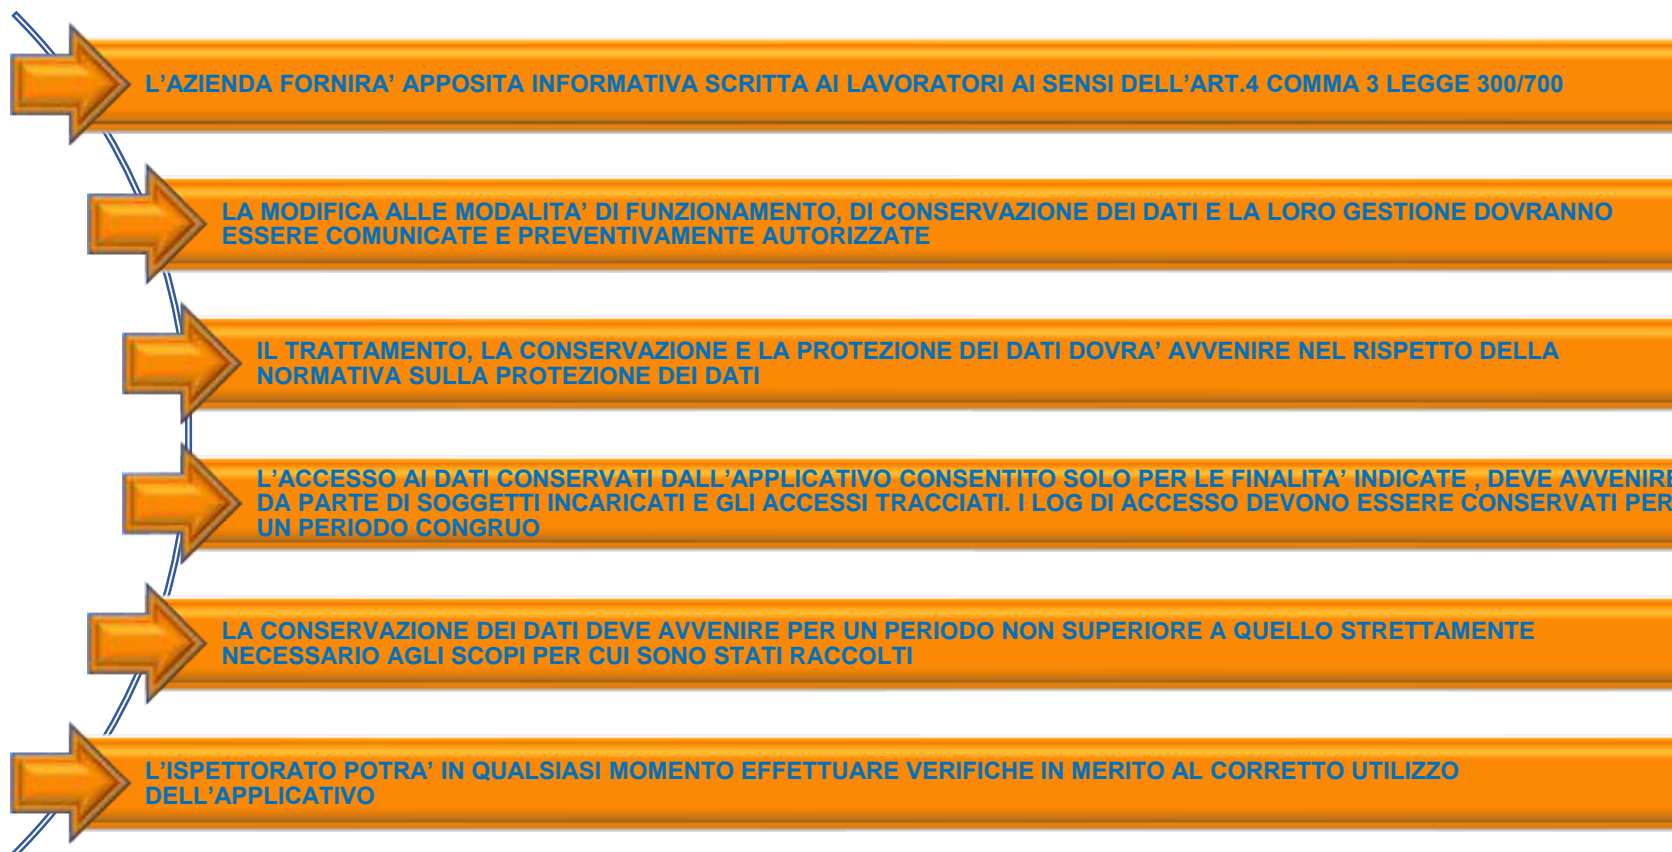 L’AZIENDA FORNIRA’ APPOSITA INFORMATIVA SCRITTA AI LAVORATORI AI SENSI DELL’ART.4 COMMA 3 LEGGE 300/700
LA MODIFICA ALLE MODALITA’ DI FUNZIONAMENTO, DI CONSERVAZIONE DEI DATI E LA LORO GESTIONE DOVRANNO
ESSERE COMUNICATE E PREVENTIVAMENTE AUTORIZZATE
IL TRATTAMENTO, LA CONSERVAZIONE E LA PROTEZIONE DEI DATI DOVRA’ AVVENIRE NEL RISPETTO DELLA
NORMATIVA SULLA PROTEZIONE DEI DATI
L’ACCESSO AI DATI CONSERVATI DALL’APPLICATIVO CONSENTITO SOLO PER LE FINALITA’ INDICATE , DEVE AVVENIRE
DA PARTE DI SOGGETTI INCARICATI E GLI ACCESSI TRACCIATI. I LOG DI ACCESSO DEVONO ESSERE CONSERVATI PER
UN PERIODO CONGRUO
LA CONSERVAZIONE DEI DATI DEVE AVVENIRE PER UN PERIODO NON SUPERIORE A QUELLO STRETTAMENTE
NECESSARIO AGLI SCOPI PER CUI SONO STATI RACCOLTI
L’ISPETTORATO POTRA’ IN QUALSIASI MOMENTO EFFETTUARE VERIFICHE IN MERITO AL CORRETTO UTILIZZO
DELL’APPLICATIVO